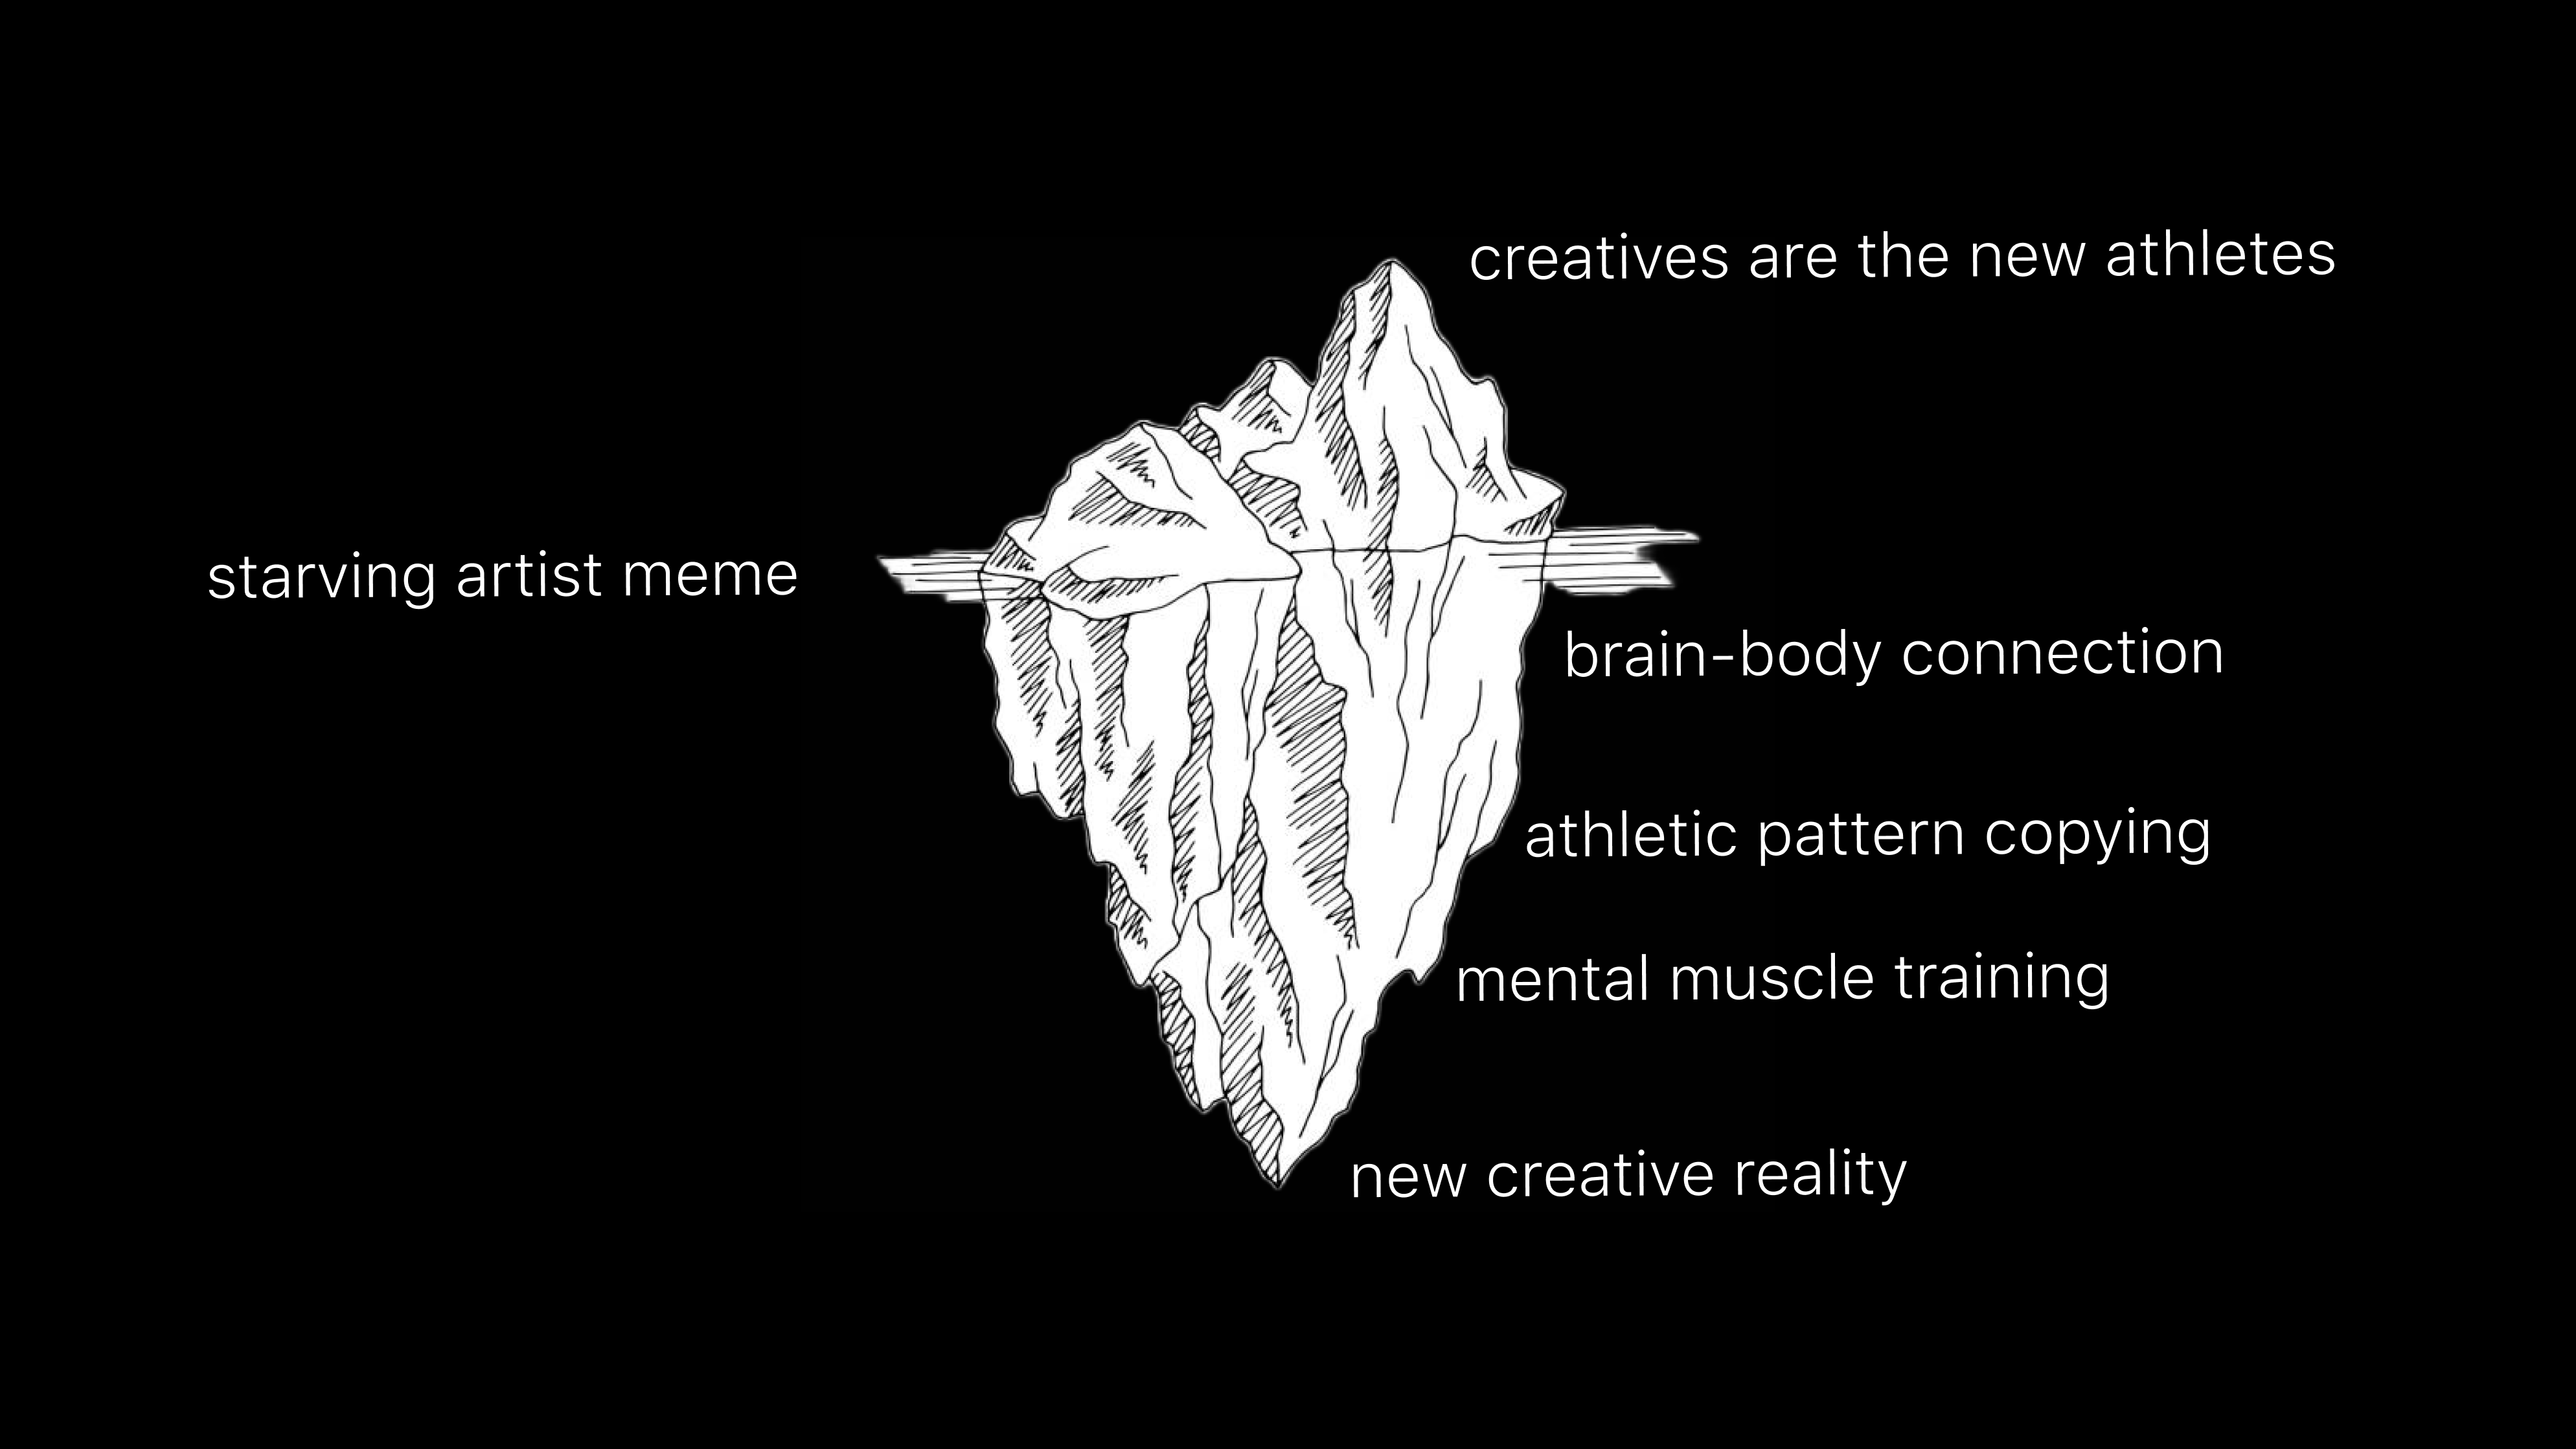 creatives are the new athletes
starving artist meme
brain-body connection
athletic pattern copying
mental muscle training
new creative reality